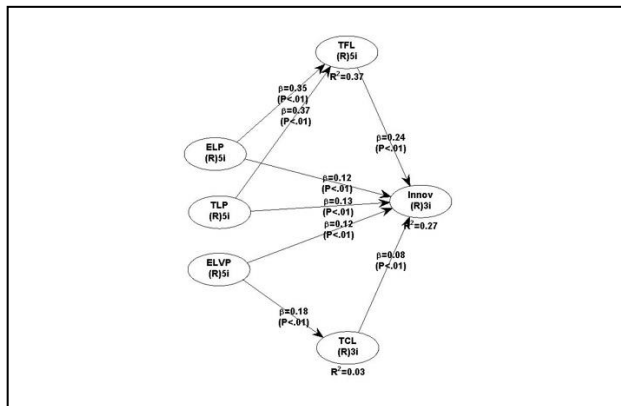 TFL
(R)5i
R²=0.37
β=0.35
(P<.01)
β=0.37
(P<.01)
β=0.24
(P<.01)
ELP
(R)5i
β=0.12
(P<.01)
Innov
(R)3i
R²=0.27
TLP
(R)5i
β=0.13
(P<.01)
β=0.12
(P<.01)
ELVP
(R)5i
β=0.08
(P<.01)
β=0.18
(P<.01)
TCL
(R)3i
R²=0.03